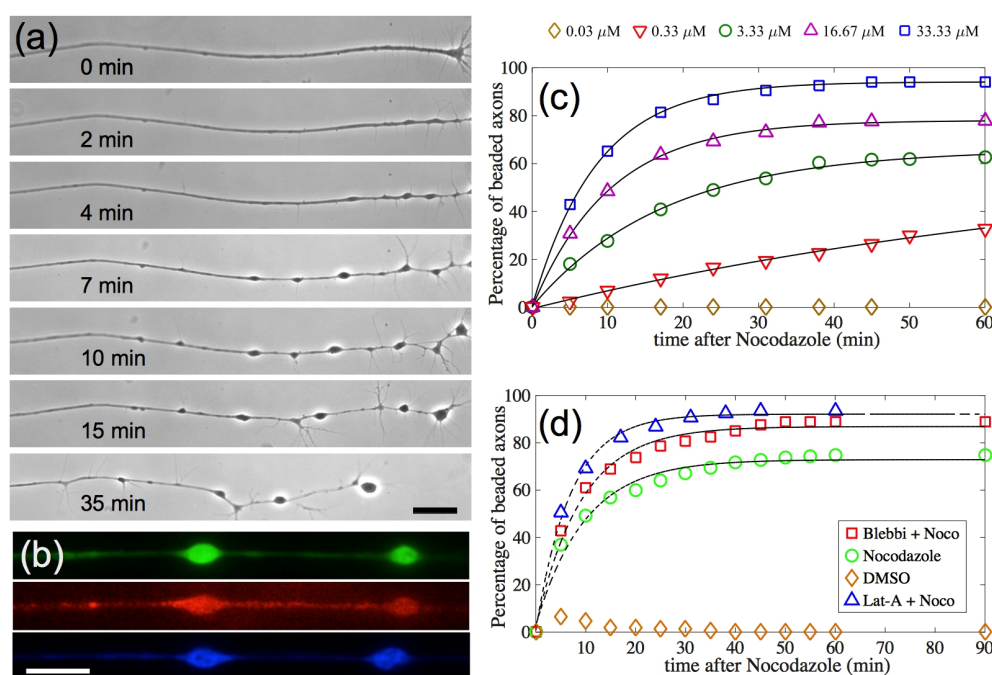 (a)
0 min
2 min
4 min
7 min
10 min
15 min
35 min
(b)
0.03 μM 0.33 μM 3.33 μM 16.67 μM 33.33 μM
(c)
Percentage of beaded axons
100
80
60
40
20
0
0 10 20 30 40 50 60
time after Nocodazole (min)
(d)
Percentage of beaded axons
100
80
60
40
20
0
Blebbi + Noco
Nocodazole
DMSO
Lat-A + Noco
10 20 30 40 50 60 70 80 90
time after Nocodazole (min)